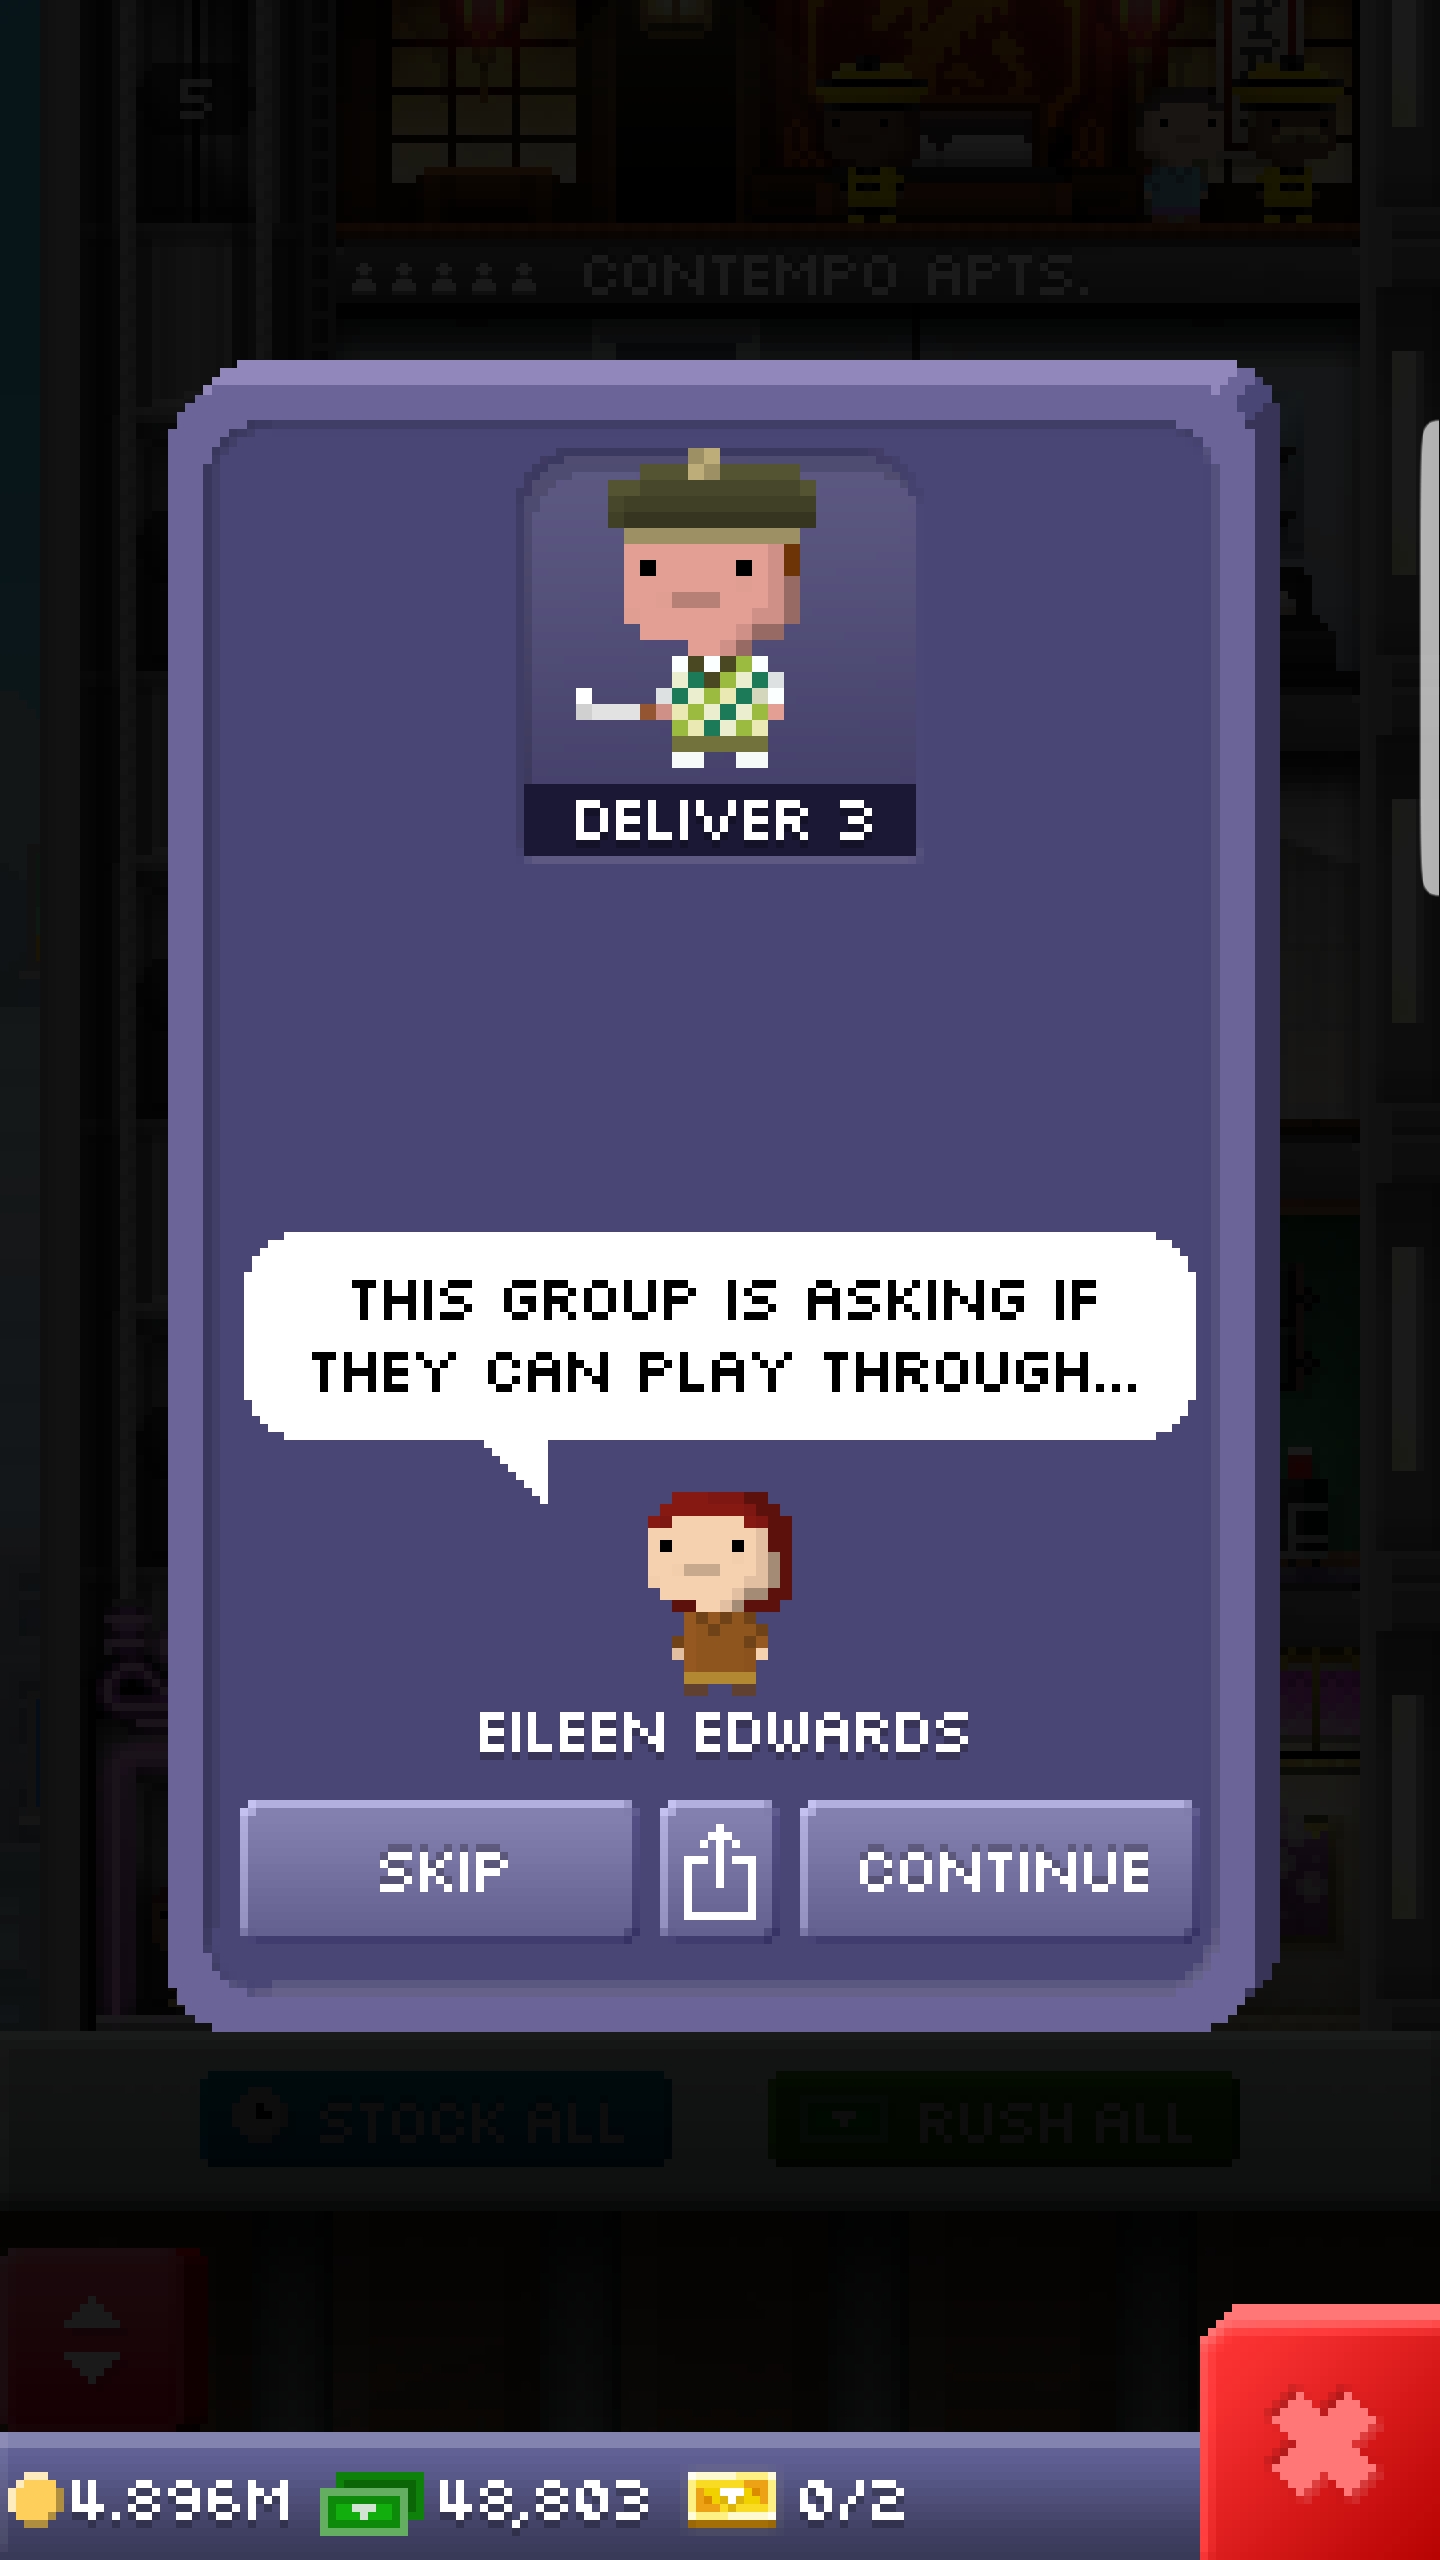 5
CONTEMPO APTS.
DELIVER 3
THIS GROUP IS ASKING IF
THEY CAN PLAY THROUGH...
EILEEN EDWARDS
SKIP
CONTINUE
STOCK ALL
RUSH ALL
4.896M
48,803
0/2